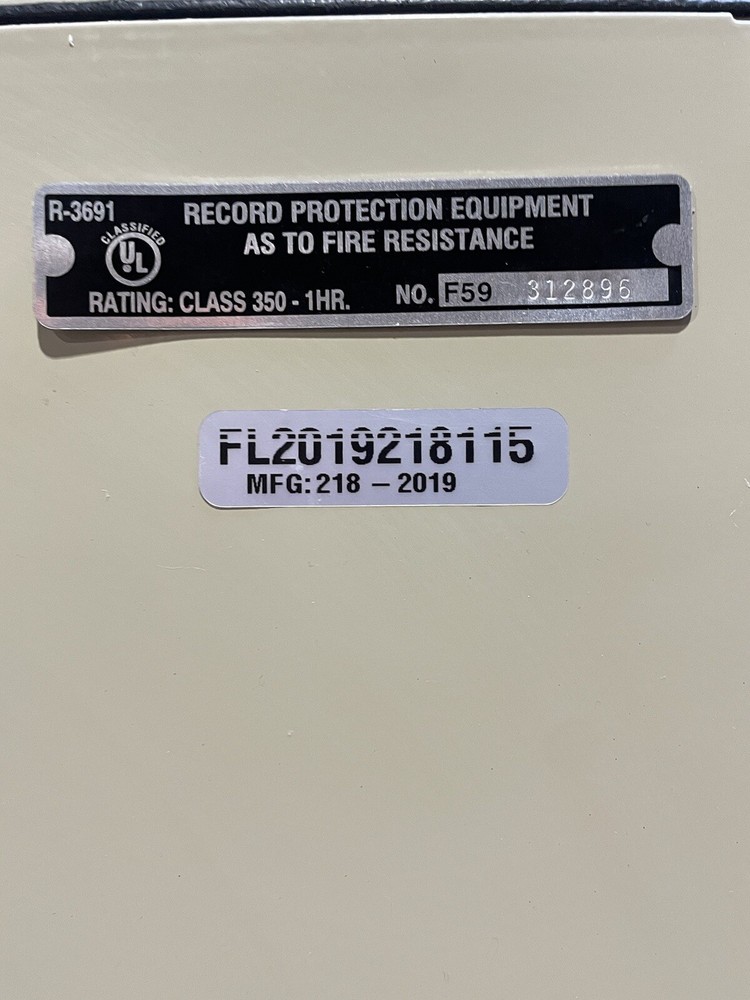 R-3691
RECORD PROTECTION EQUIPMENT
AS TO FIRE RESISTANCE
CLASSIFIED
UL
RATING: CLASS 350 - 1HR.
NO. F59 312896
FL2019218115
MFG: 218 – 2019